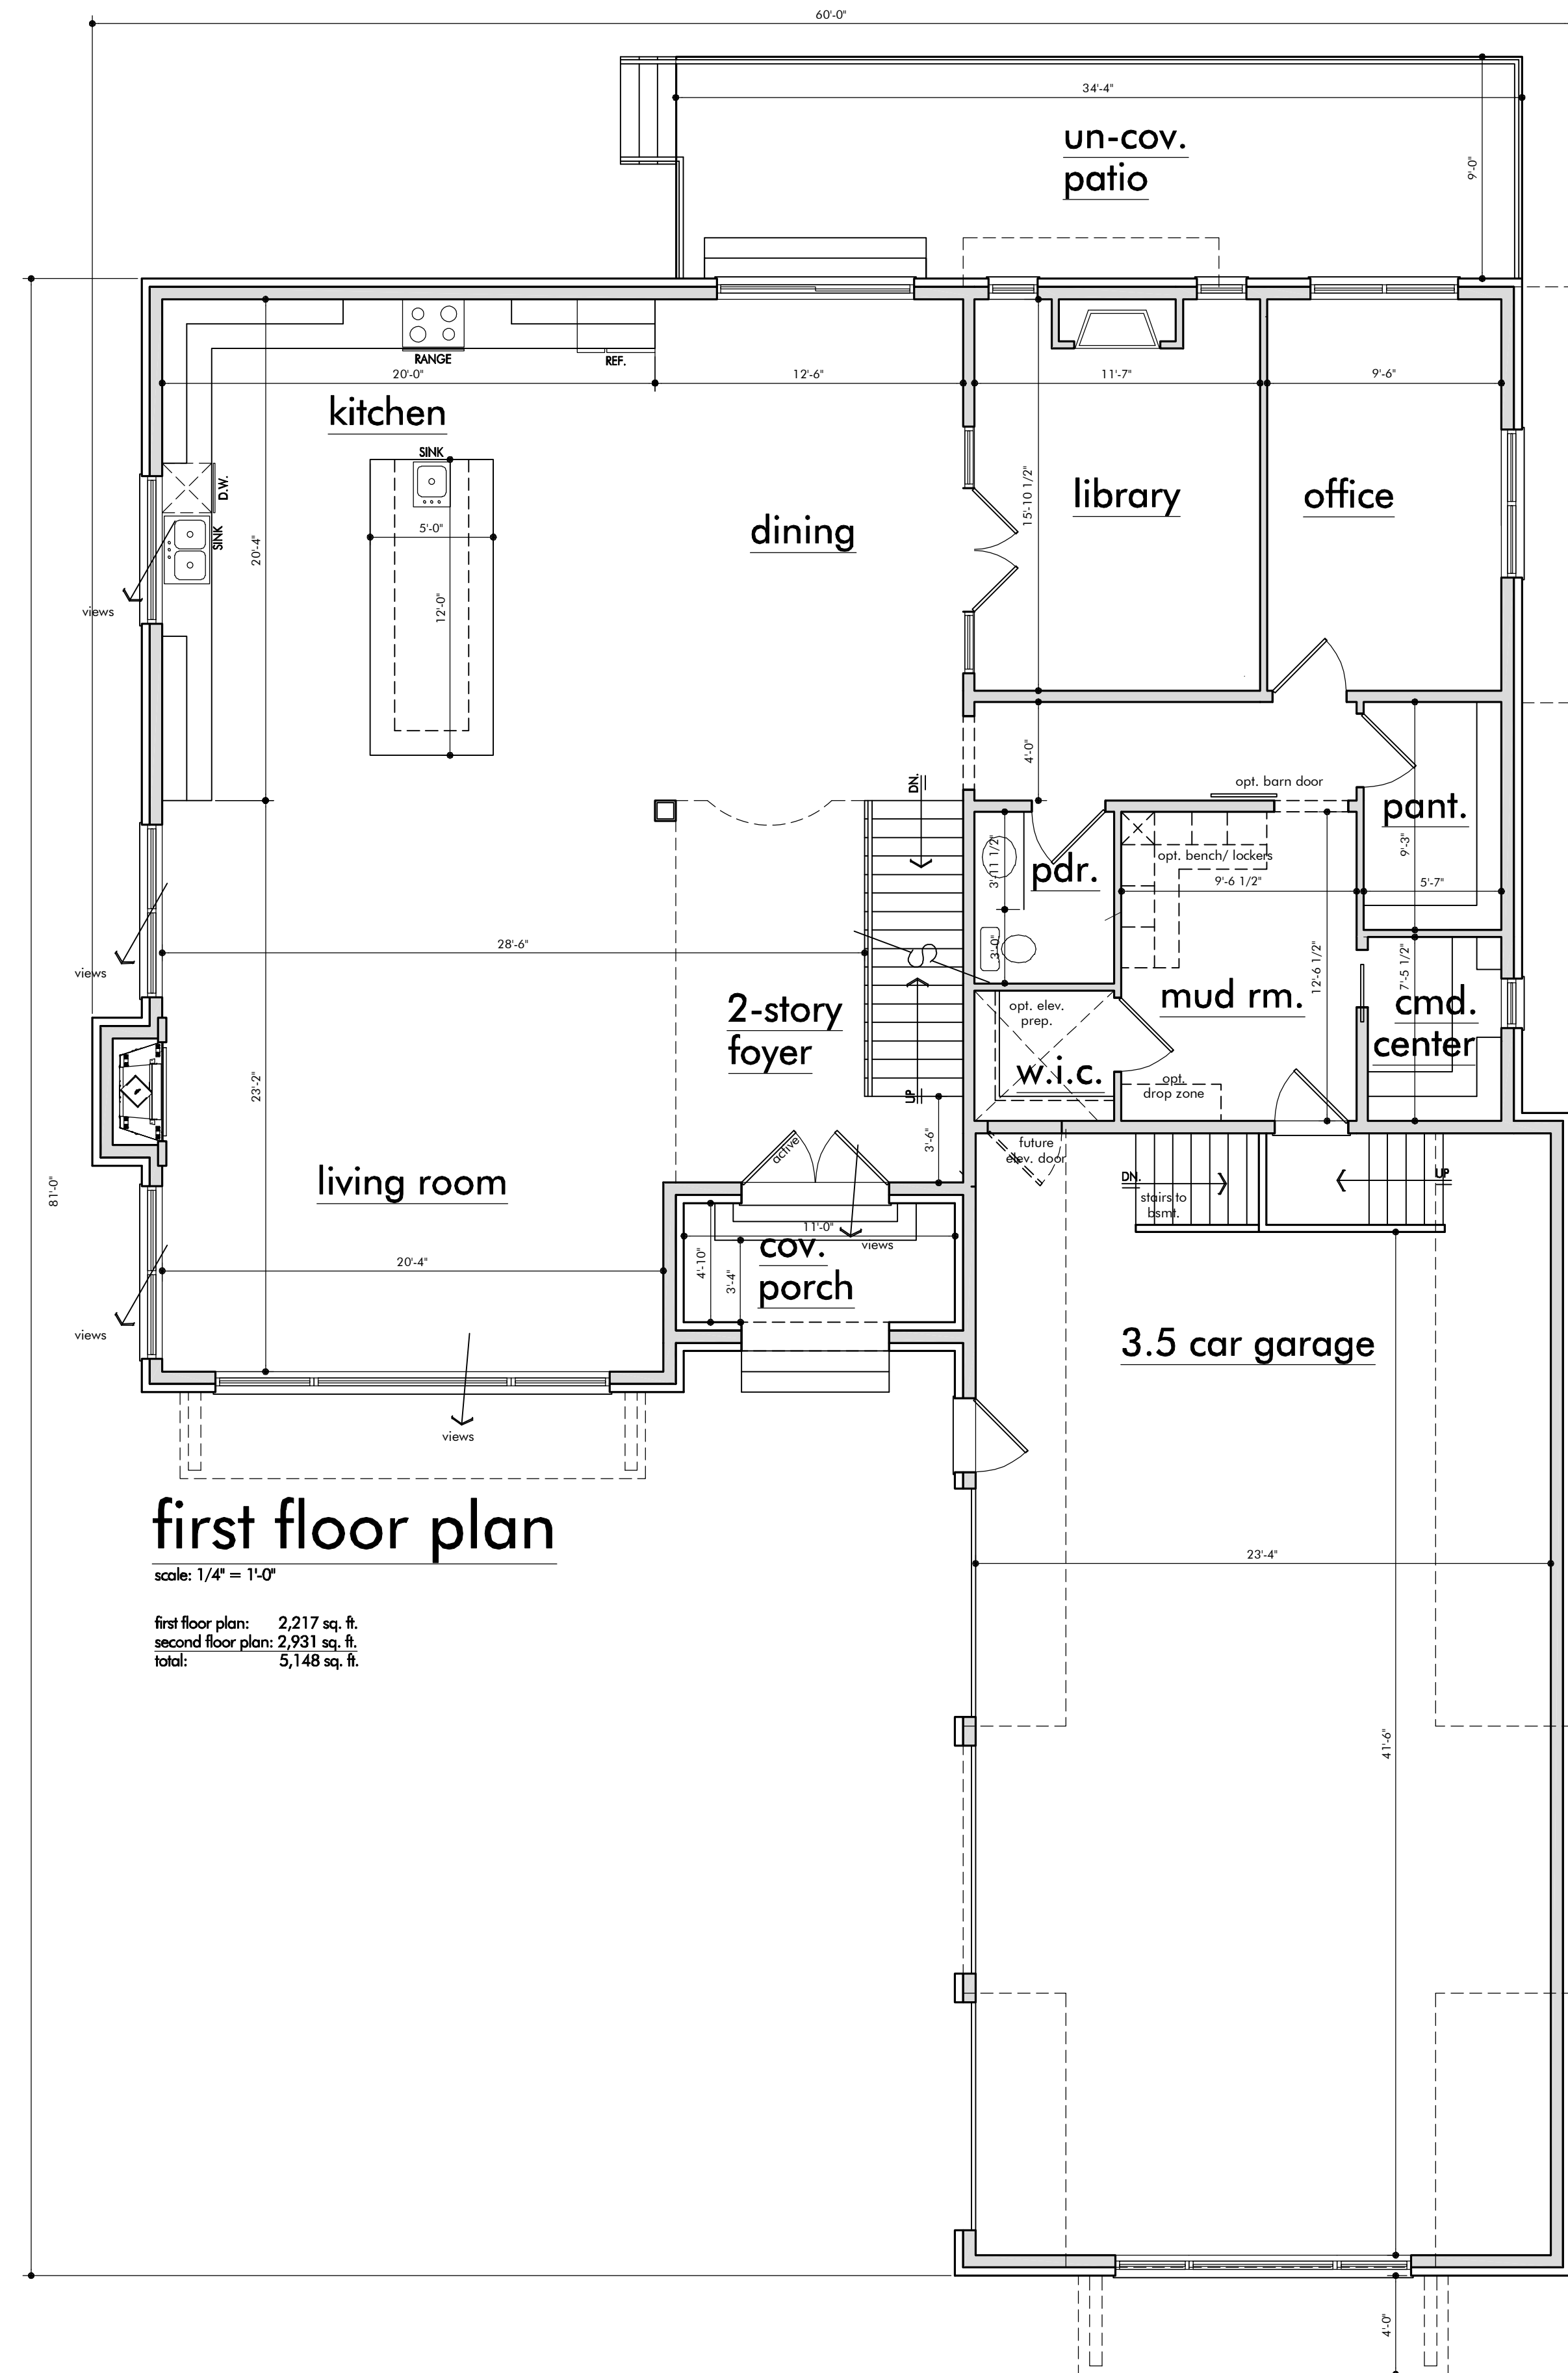 60'-0"
34'-4"
un-cov.
patio
9'-0"
RANGE
REF.
20'-0"
12'-6"
11'-7"
9'-6"
kitchen
SINK
D.W.
SINK
5'-0"
12'-0"
20'-4"
views
dining
15'-10 1/2"
library
office
4'-0"
opt. barn door
DN.
pant.
9'-3"
5'-7"
3'-11 1/2"
pdr.
3'-0"
opt. bench/ lockers
9'-6 1/2"
12'-6 1/2"
28'-6"
views
2-story
foyer
opt. elev.
prep.
w.i.c.
mud rm.
7'-5 1/2"
cmd.
center
opt.
drop zone
UP
23'-2"
81'-0"
3'-6"
active
future
elev. door
DN.
stairs to
bsmt.
UP
living room
20'-4"
11'-0"
4'-10"
3'-4"
cov.
porch
views
views
views
3.5 car garage
first floor plan
scale: 1/4" = 1'-0"
first floor plan: 2,217 sq. ft.
second floor plan: 2,931 sq. ft.
total: 5,148 sq. ft.
23'-4"
41'-6"
4'-0"